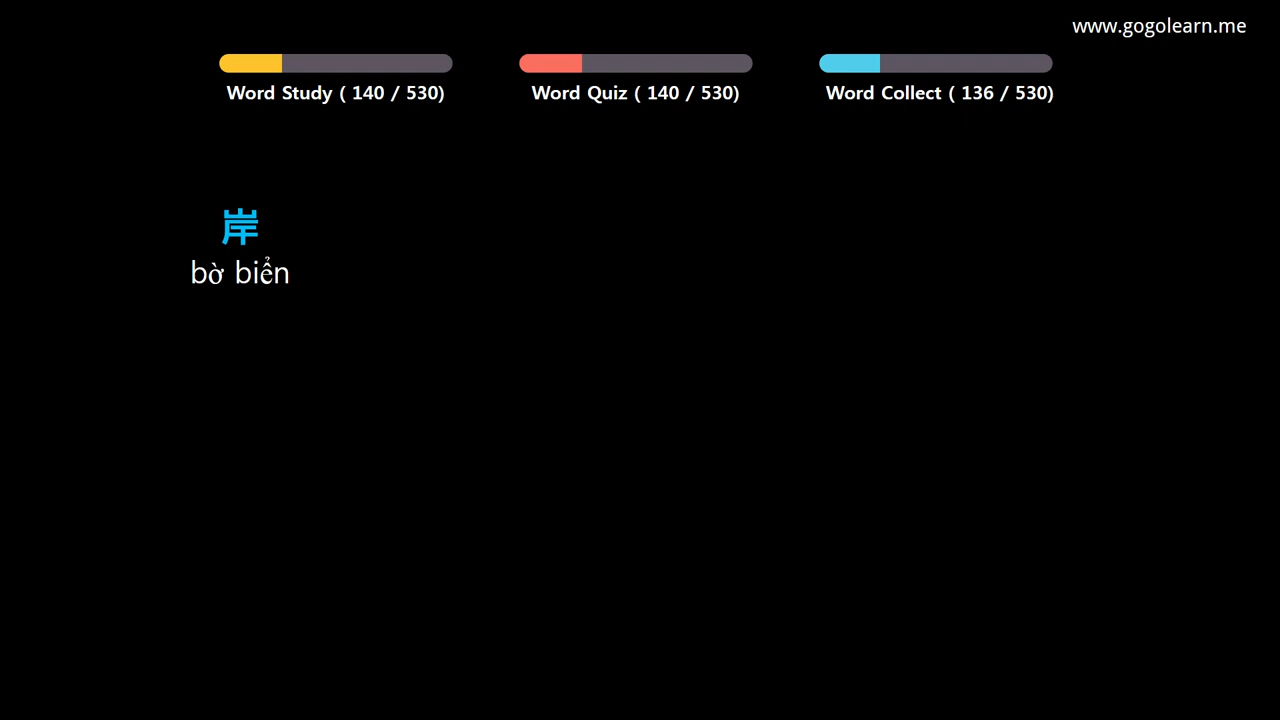 www.gogolearn.me
Word Study ( 140 / 530)
Word Quiz ( 140 / 530)
Word Collect ( 136 / 530)
岸
bờ biển